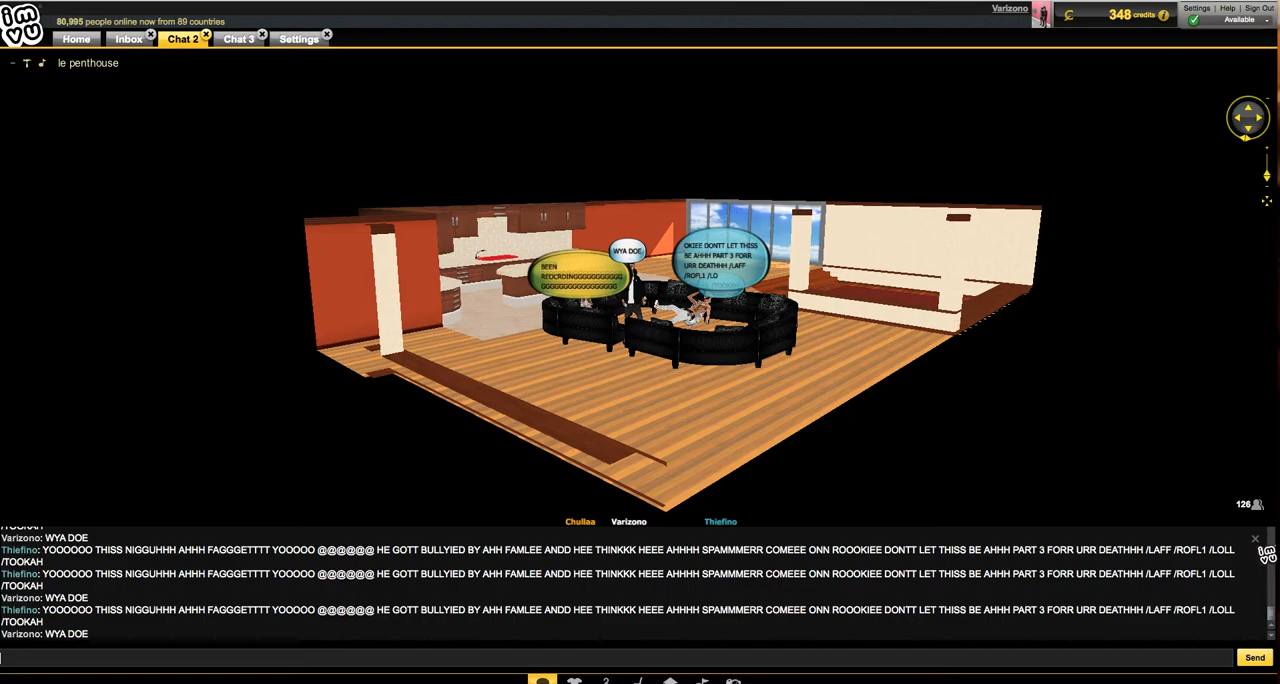 imvu
80,995 people online now from 89 countries
Varizono
348 credits
Settings | Help | Sign Out
Available
Home
Inbox
Chat 2
Chat 3
Settings
le penthouse
WYA DOE
OKIEE DONTT LET THISS
BE AHHH PART 3 FORR
URR DEATHHH /LAFF
/ROFL1 /LO
BEEN
REOCRDINGGGGGGGGGGG
GGGGGGGGGGGGGGGGG
126
Chullaa Varizono Thiefino
/TOOKAH
Varizono: WYA DOE
Thiefino: YOOOOOO THISS NIGGUHHH AHHH FAGGGETTTT YOOOOO @@@@@@ HE GOTT BULLYIED BY AHH FAMLEE ANDD HEE THINKKK HEEE AHHHH SPAMMMERR COMEEE ONN ROOOKIEE DONTT LET THISS BE AHHH PART 3 FORR URR DEATHHH /LAFF /ROFL1 /LOLL
/TOOKAH
Thiefino: YOOOOOO THISS NIGGUHHH AHHH FAGGGETTTT YOOOOO @@@@@@ HE GOTT BULLYIED BY AHH FAMLEE ANDD HEE THINKKK HEEE AHHHH SPAMMMERR COMEEE ONN ROOOKIEE DONTT LET THISS BE AHHH PART 3 FORR URR DEATHHH /LAFF /ROFL1 /LOLL
/TOOKAH
Varizono: WYA DOE
Thiefino: YOOOOOO THISS NIGGUHHH AHHH FAGGGETTTT YOOOOO @@@@@@ HE GOTT BULLYIED BY AHH FAMLEE ANDD HEE THINKKK HEEE AHHHH SPAMMMERR COMEEE ONN ROOOKIEE DONTT LET THISS BE AHHH PART 3 FORR URR DEATHHH /LAFF /ROFL1 /LOLL
/TOOKAH
Varizono: WYA DOE
Send